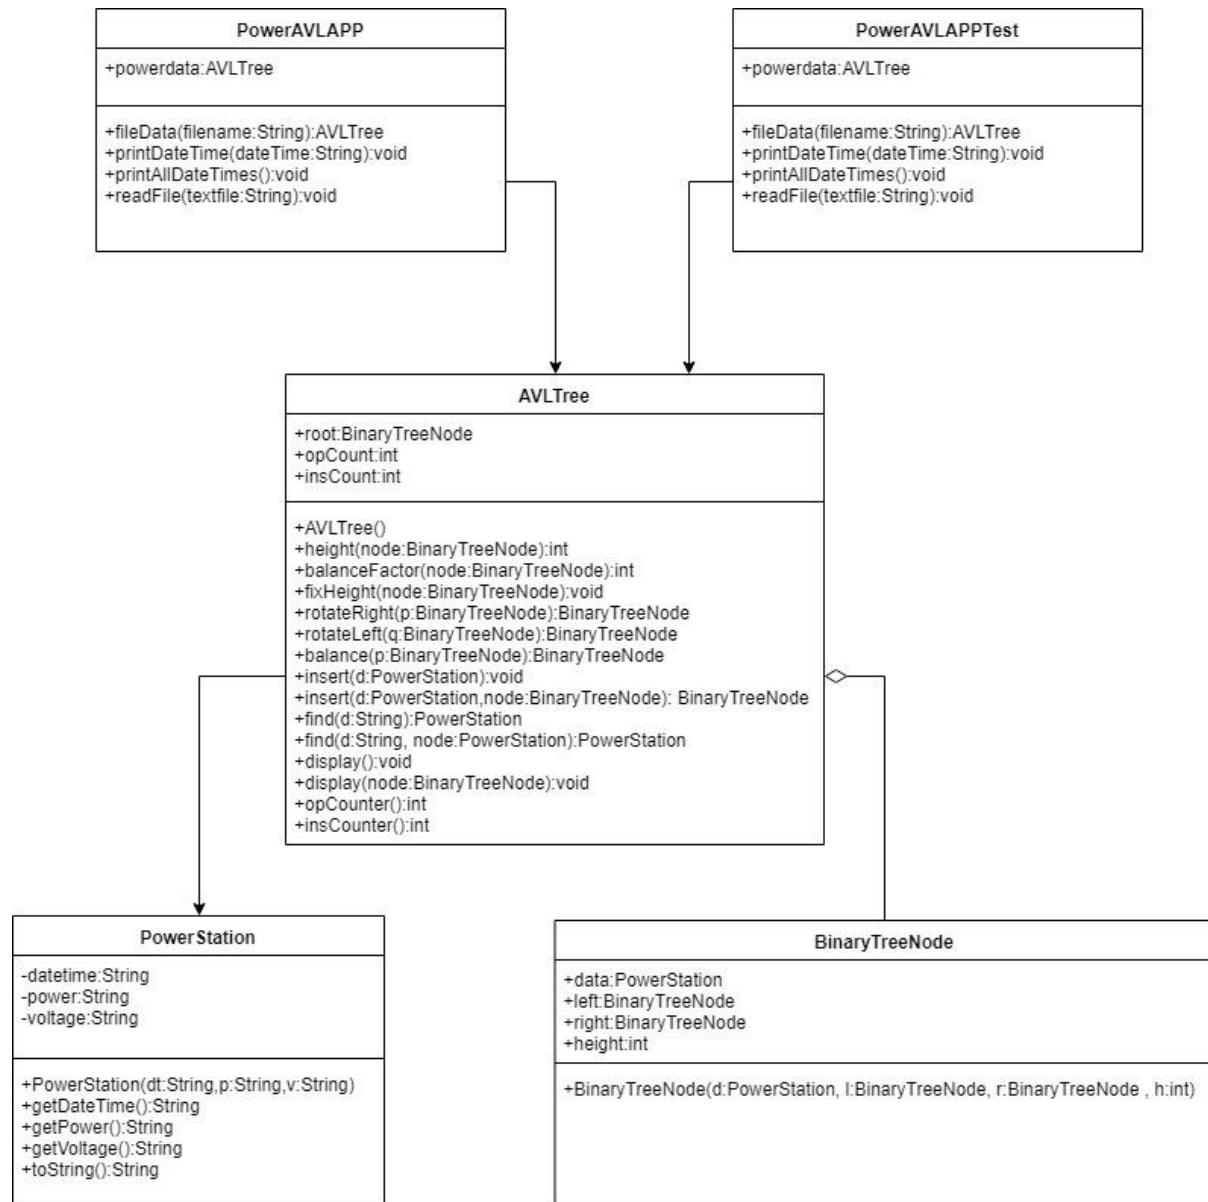 PowerAVLAPP
+powerdata:AVLTree
+fileData(filename:String):AVLTree
+printDateTime(dateTime:String):void
+printAllDateTimes():void
+readFile(textfile:String):void
PowerAVLAPPTest
+powerdata:AVLTree
+fileData(filename:String):AVLTree
+printDateTime(dateTime:String):void
+printAllDateTimes():void
+readFile(textfile:String):void
AVLTree
+root:BinaryTreeNode
+opCount:int
+insCount:int
+AVLTree()
+height(node:BinaryTreeNode):int
+balanceFactor(node:BinaryTreeNode):int
+fixHeight(node:BinaryTreeNode):void
+rotateRight(p:BinaryTreeNode):BinaryTreeNode
+rotateLeft(q:BinaryTreeNode):BinaryTreeNode
+balance(p:BinaryTreeNode):BinaryTreeNode
+insert(d:PowerStation):void
+insert(d:PowerStation,node:BinaryTreeNode): BinaryTreeNode
+find(d:String):PowerStation
+find(d:String, node:PowerStation):PowerStation
+display():void
+display(node:BinaryTreeNode):void
+opCounter():int
+insCounter():int
PowerStation
-datetime:String
-power:String
-voltage:String
+PowerStation(dt:String,p:String,v:String)
+getDateTime():String
+getPower():String
+getVoltage():String
+toString():String
BinaryTreeNode
+data:PowerStation
+left:BinaryTreeNode
+right:BinaryTreeNode
+height:int
+BinaryTreeNode(d:PowerStation, l:BinaryTreeNode, r:BinaryTreeNode , h:int)